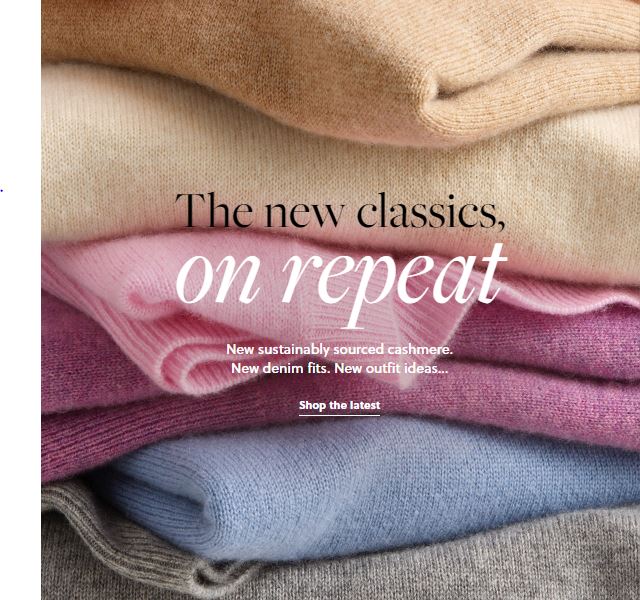 The new classics,
on repeat
New sustainably sourced cashmere.
New denim fits. New outfit ideas...
Shop the latest